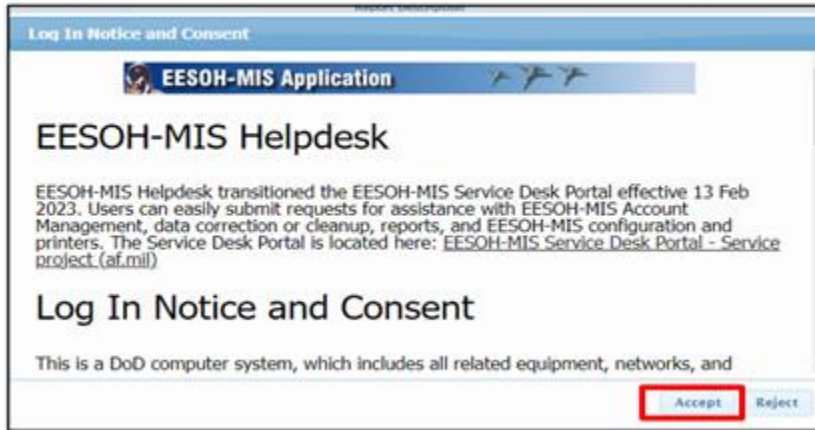 Report Description
Log In Notice and Consent
EESOH-MIS Application
EESOH-MIS Helpdesk
EESOH-MIS Helpdesk transitioned the EESOH-MIS Service Desk Portal effective 13 Feb
2023. Users can easily submit requests for assistance with EESOH-MIS Account
Management, data correction or cleanup, reports, and EESOH-MIS configuration and
printers. The Service Desk Portal is located here: EESOH-MIS Service Desk Portal - Service
project (af.mil)
Log In Notice and Consent
This is a DoD computer system, which includes all related equipment, networks, and
Accept Reject